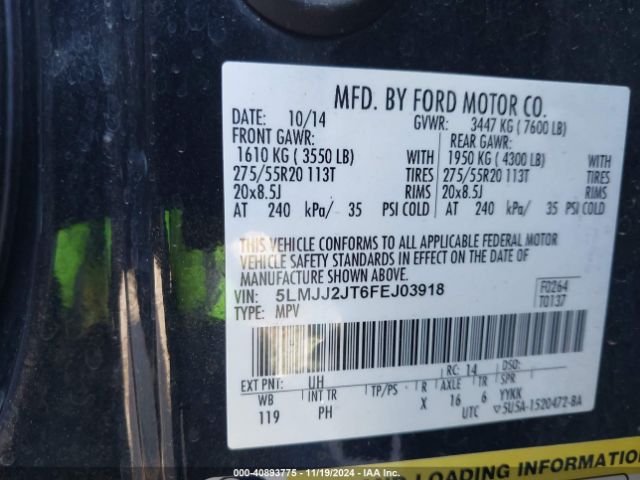 MFD. BY FORD MOTOR CO.
DATE: 10/14 GVWR: 3447 KG (7600 LB)
FRONT GAWR: REAR GAWR:
1610 KG (3550 LB) WITH 1950 KG (4300 LB) WITH
275/55R20 113T TIRES 275/55R20 113T TIRES
20x8.5J RIMS 20x8.5J RIMS
AT 240 kPa/ 35 PSI COLD AT 240 kPa/ 35 PSI COLD
THIS VEHICLE CONFORMS TO ALL APPLICABLE FEDERAL MOTOR
VEHICLE SAFETY STANDARDS IN EFFECT ON THE DATE OF
MANUFACTURE SHOWN ABOVE.
VIN: 5LMJJ2JT6FEJ03918 F0264
TYPE: MPV T0137
RC: 14 DSO:
EXT PNT: UH
WB INT TR TP/PS R AXLE TR SPR
119 PH X 16 6 YYKK
UTC 5U5A-1520472-BA
LOADING INFORMATION
000-40893775 - 11/19/2024 - IAA Inc.